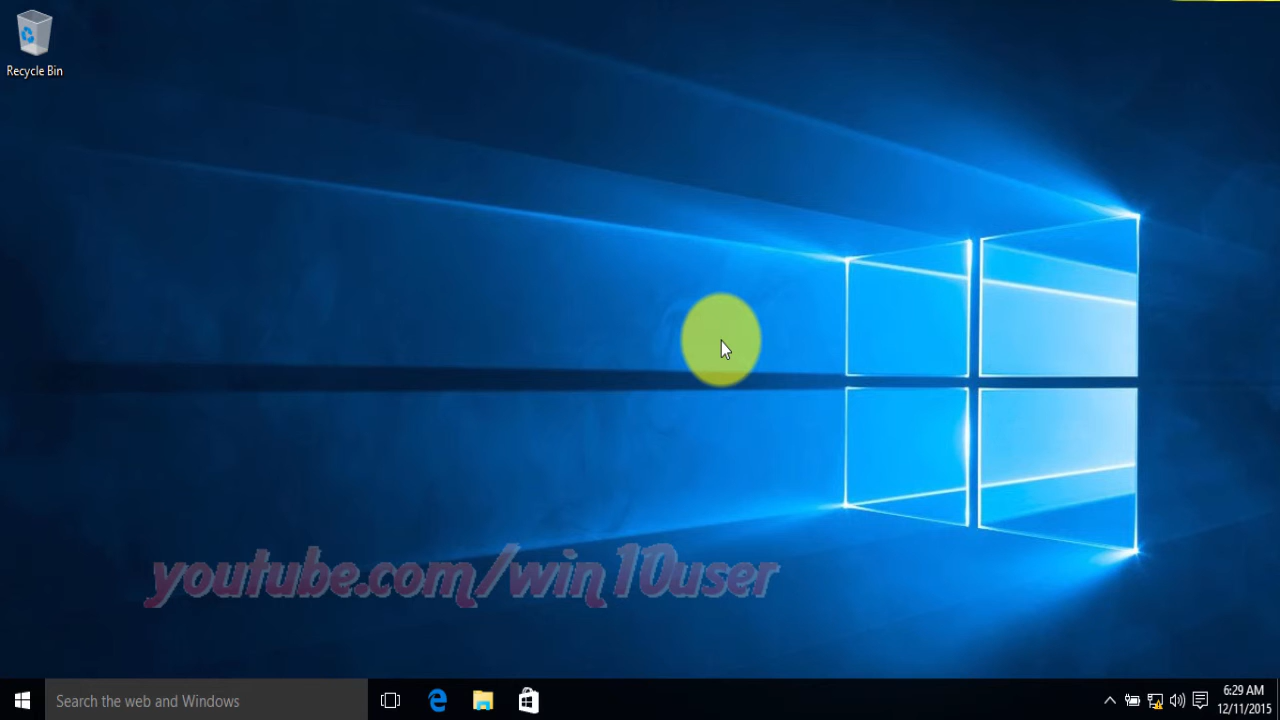 Recycle Bin
youtube.com/win10user
Search the web and Windows
6:29 AM
12/11/2015